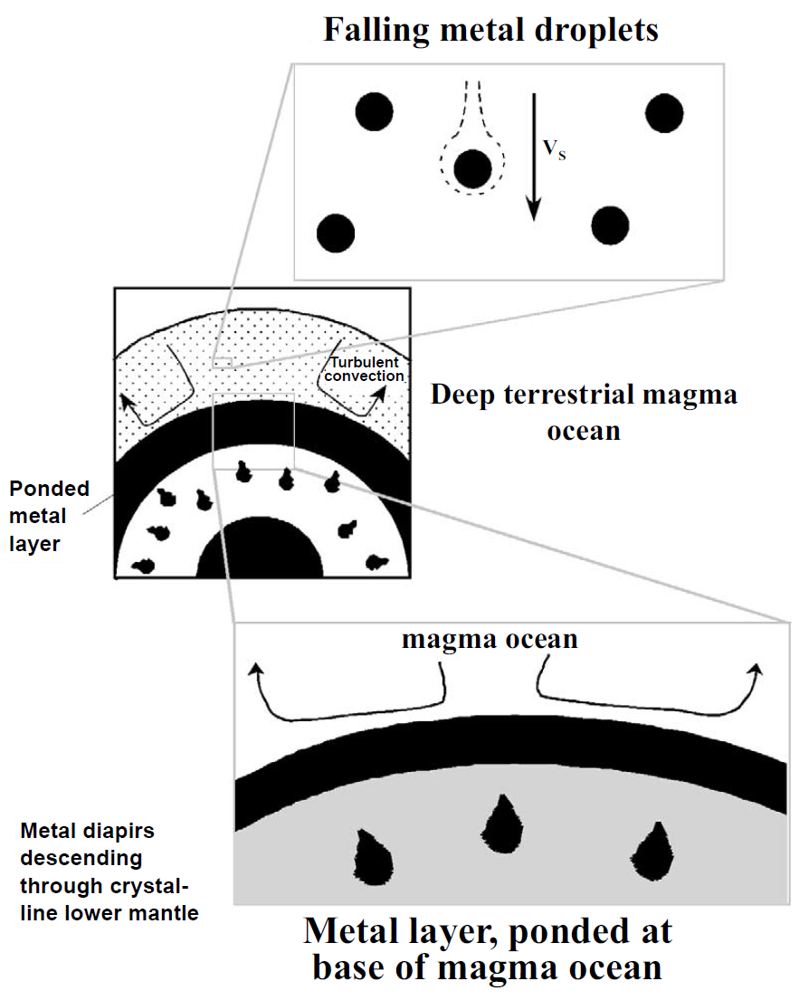 Falling metal droplets
VS
Turbulent
convection
Deep terrestrial magma
ocean
Ponded
metal
layer
magma ocean
Metal diapirs
descending
through crystal-
line lower mantle
Metal layer, ponded at
base of magma ocean